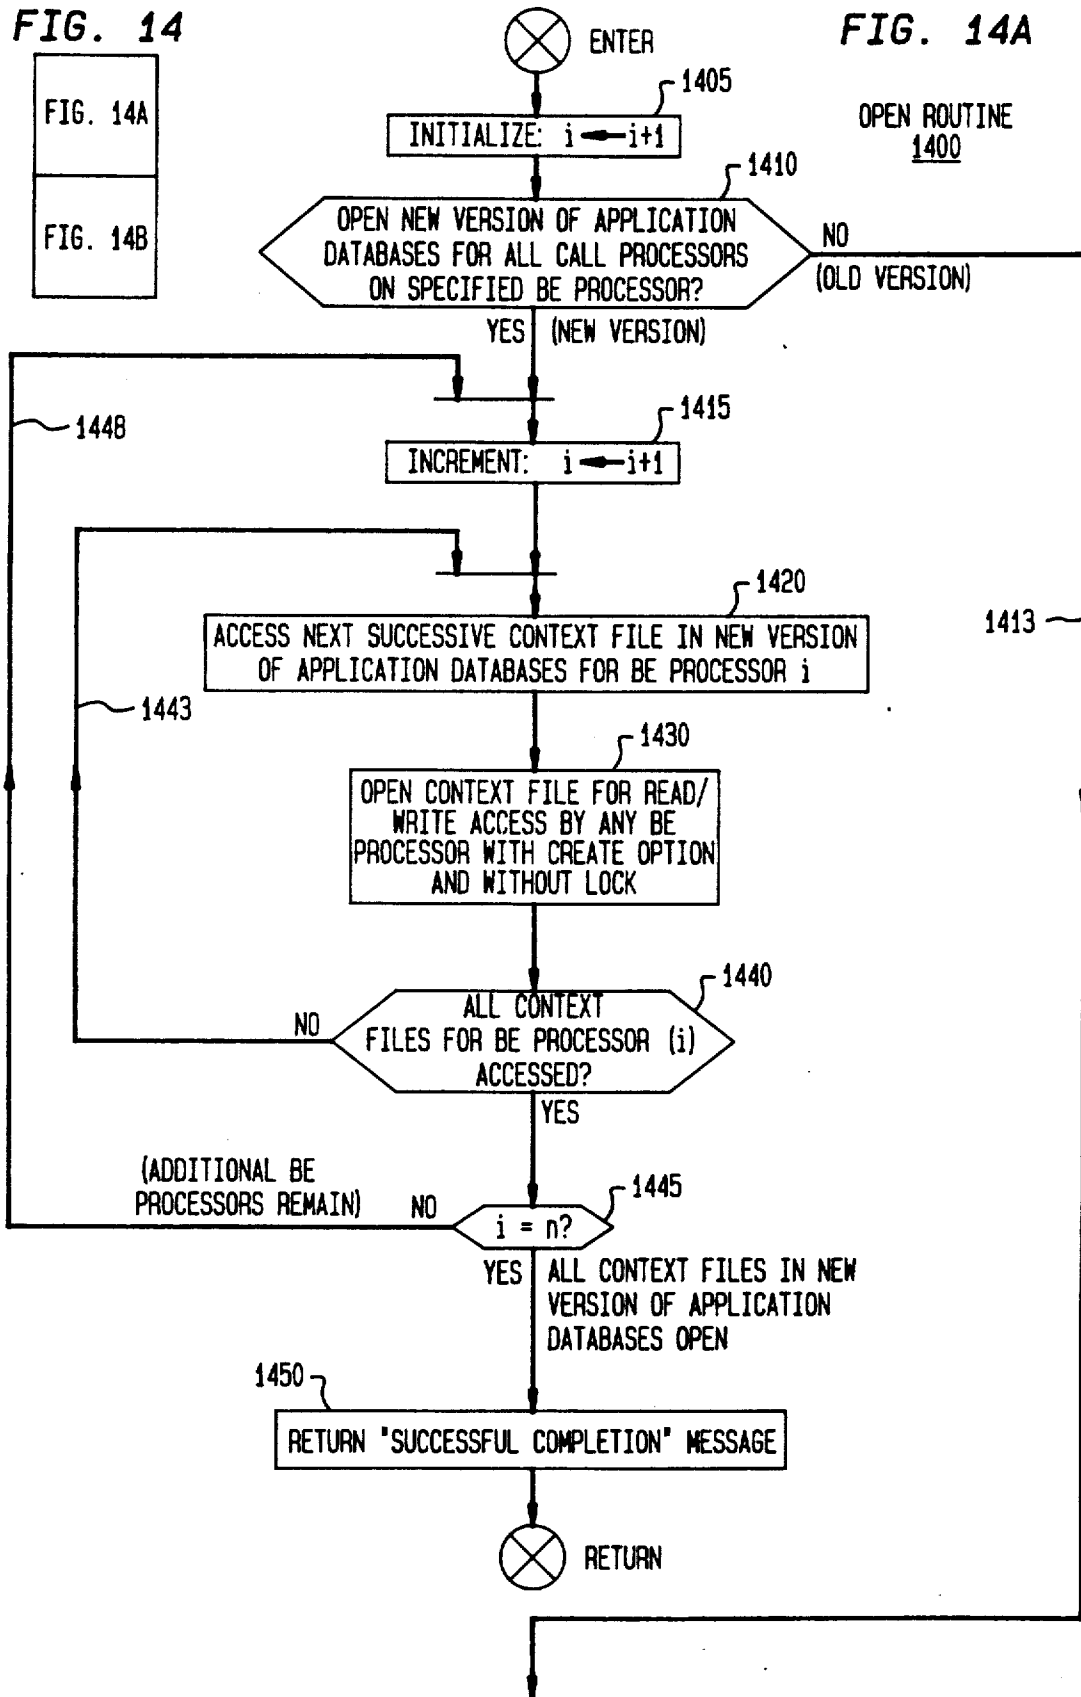 FIG. 14
FIG. 14A
FIG. 14B
FIG. 14A
OPEN ROUTINE
1400
ENTER
1405
INITIALIZE: i ← i+1
1410
OPEN NEW VERSION OF APPLICATION
DATABASES FOR ALL CALL PROCESSORS
ON SPECIFIED BE PROCESSOR?
NO
(OLD VERSION)
YES (NEW VERSION)
1448
1415
INCREMENT: i ← i+1
1420
1413
ACCESS NEXT SUCCESSIVE CONTEXT FILE IN NEW VERSION
OF APPLICATION DATABASES FOR BE PROCESSOR i
1443
1430
OPEN CONTEXT FILE FOR READ/
WRITE ACCESS BY ANY BE
PROCESSOR WITH CREATE OPTION
AND WITHOUT LOCK
1440
ALL CONTEXT
FILES FOR BE PROCESSOR (i)
ACCESSED?
NO
YES
(ADDITIONAL BE
PROCESSORS REMAIN) NO
1445
i = n?
YES
ALL CONTEXT FILES IN NEW
VERSION OF APPLICATION
DATABASES OPEN
1450
RETURN "SUCCESSFUL COMPLETION" MESSAGE
RETURN